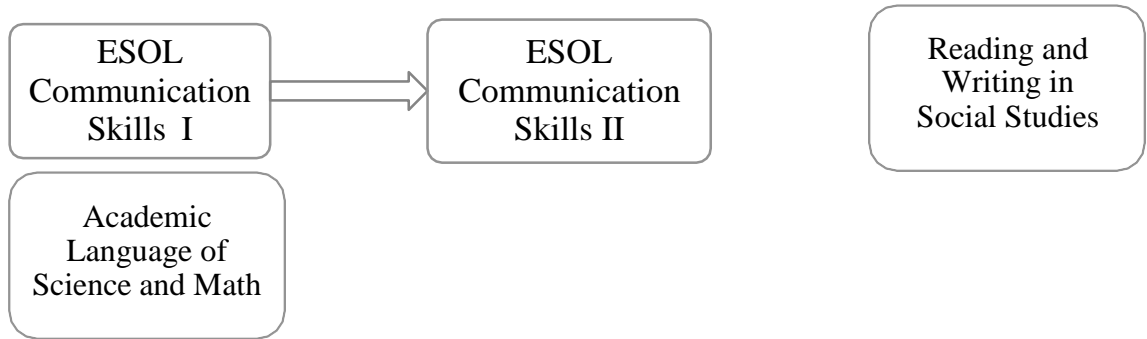 ESOL
Communication
Skills I
ESOL
Communication
Skills II
Reading and
Writing in
Social Studies
Academic
Language of
Science and Math